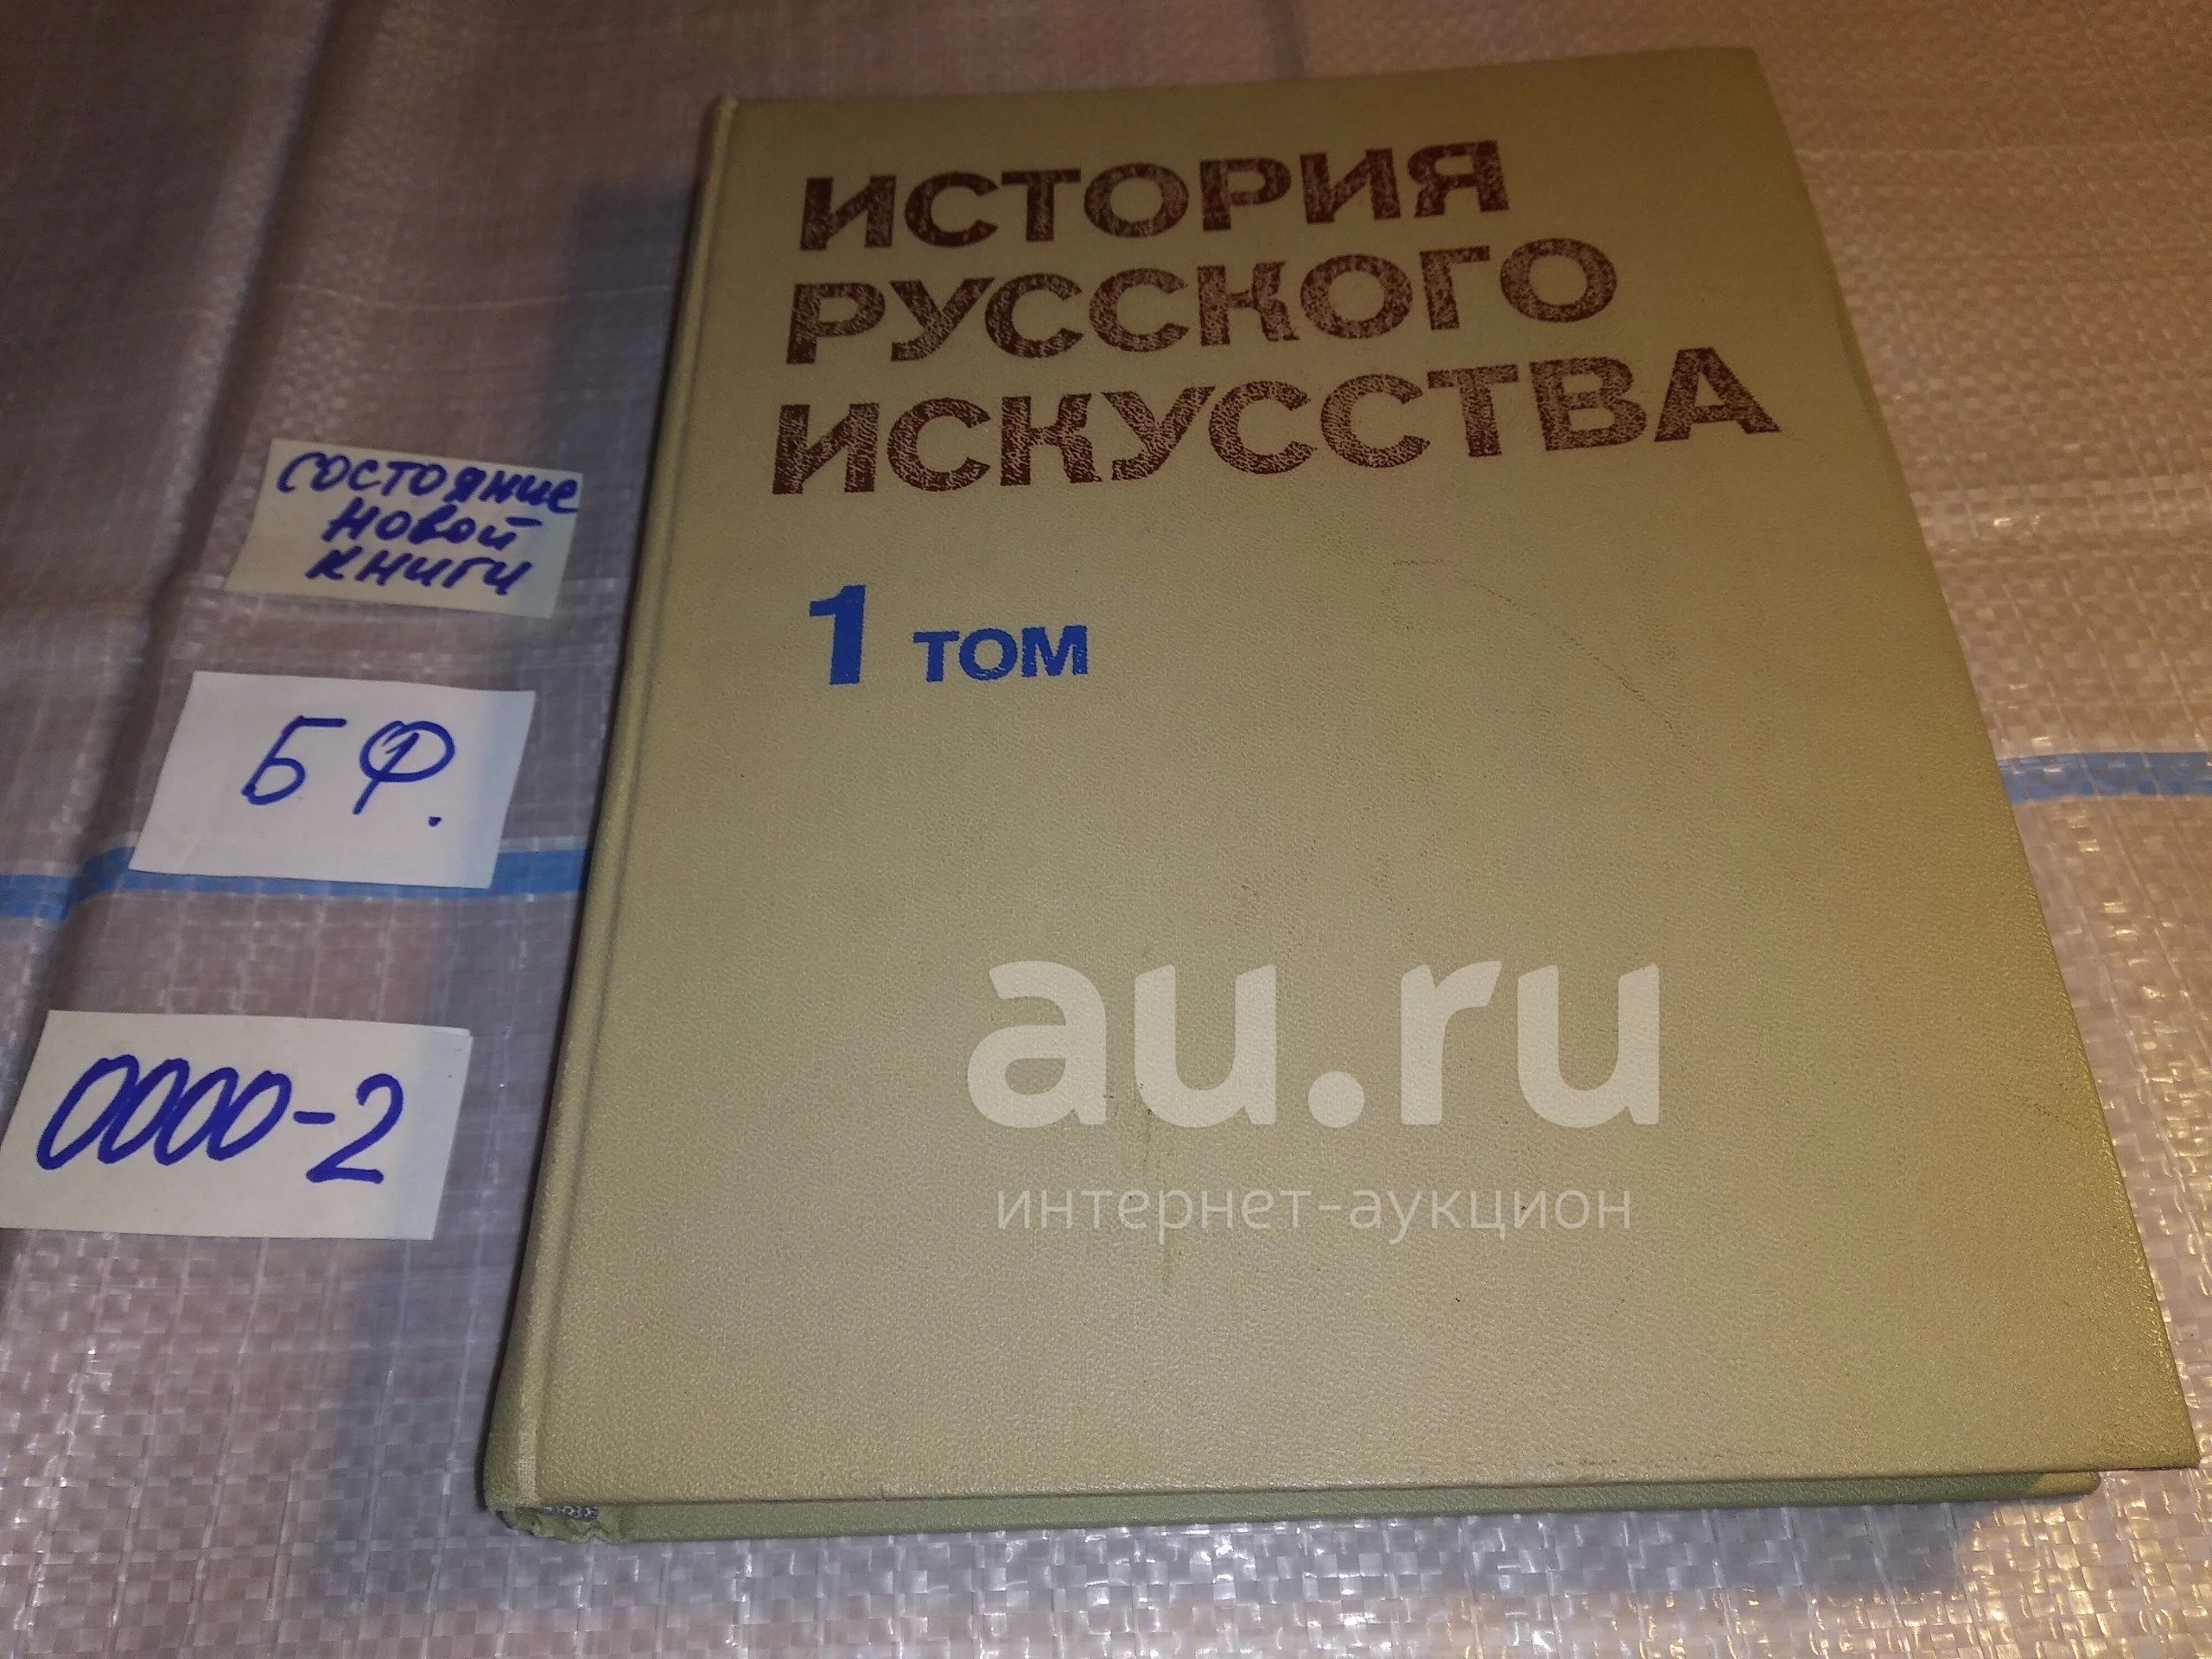 ИСТОРИЯ
РУССКОГО
ИСКУССТВА
1 ТОМ
состояние
новой
книги
БФ.
0000-2
au.ru
интернет-аукцион